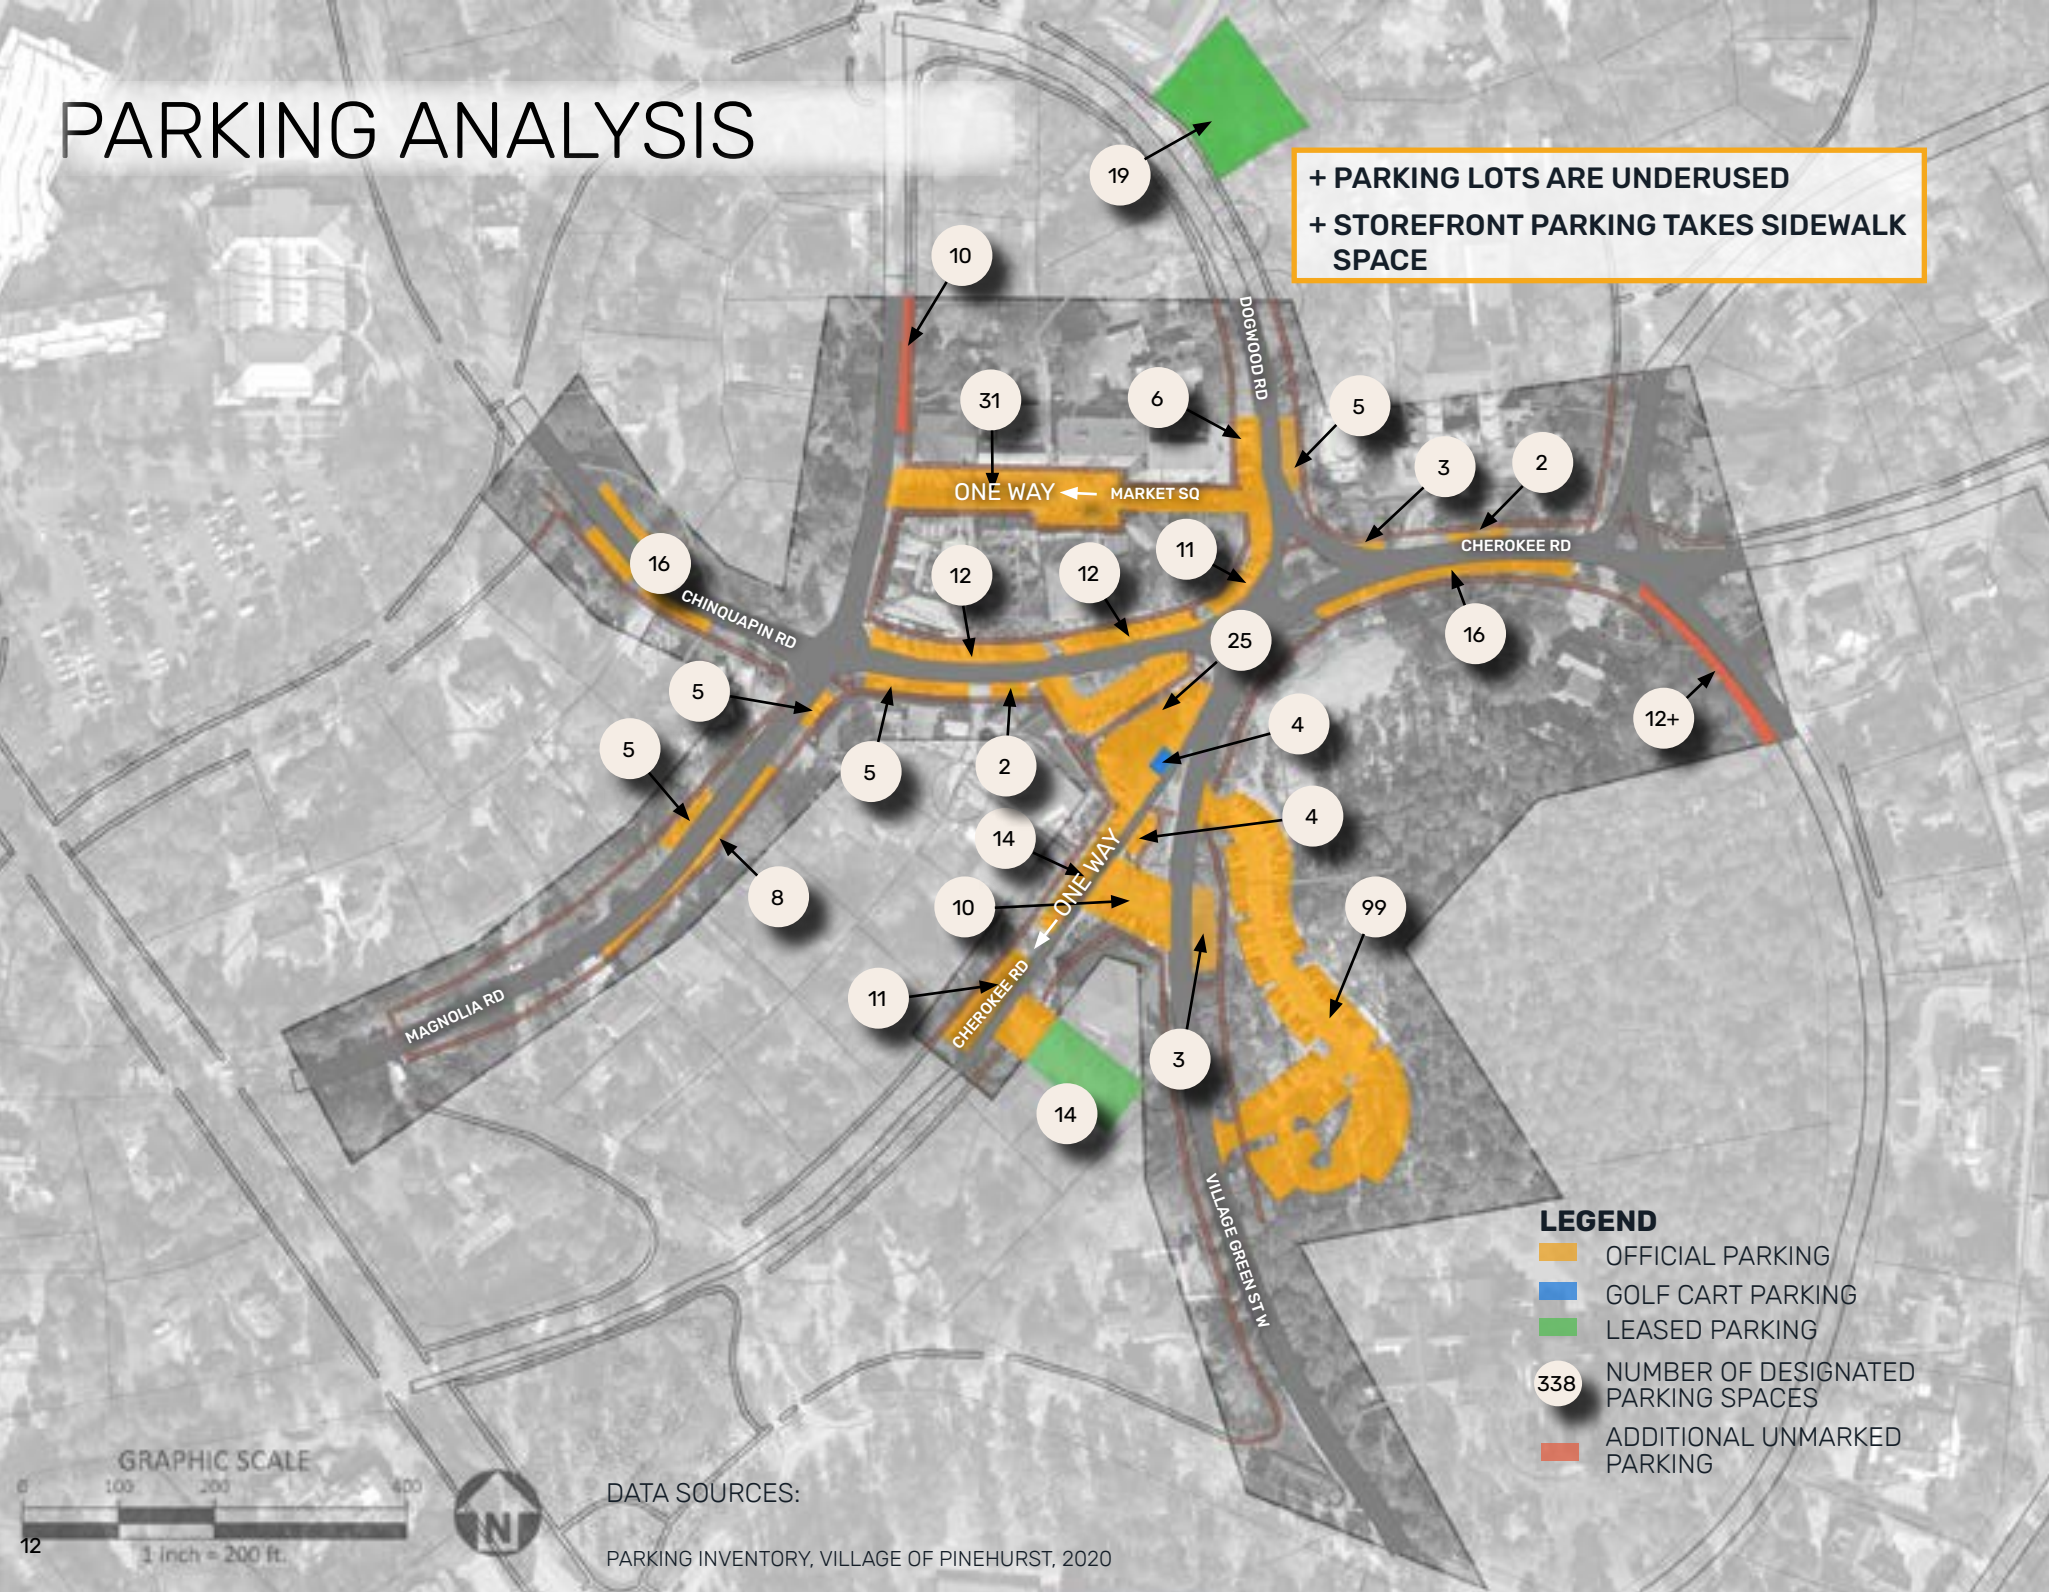 PARKING ANALYSIS
19
+ PARKING LOTS ARE UNDERUSED
+ STOREFRONT PARKING TAKES SIDEWALK
SPACE
10
DOGWOOD RD
31
6
5
3
2
ONE WAY
MARKET SQ
CHEROKEE RD
16
12
12
11
CHINQUAPIN RD
25
16
5
12+
5
4
5
2
14
4
ONE WAY
8
10
99
11
CHEROKEE RD
MAGNOLIA RD
3
14
VILLAGE GREEN ST W
LEGEND
OFFICIAL PARKING
GOLF CART PARKING
LEASED PARKING
338
NUMBER OF DESIGNATED
PARKING SPACES
ADDITIONAL UNMARKED
PARKING
GRAPHIC SCALE
0 100 200 400
1 inch = 200 ft.
N
12
DATA SOURCES:
PARKING INVENTORY, VILLAGE OF PINEHURST, 2020